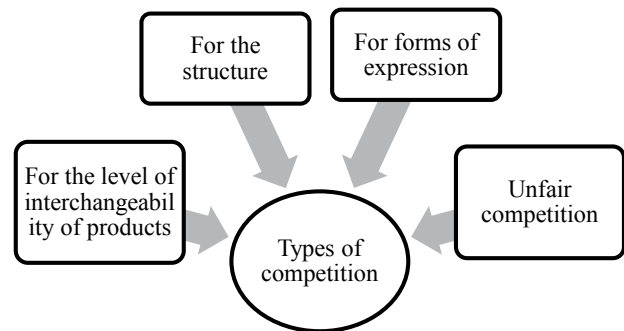 For the
structure
For forms of
expression
For the level of
interchangeabil
ity of products
Unfair
competition
Types of
competition